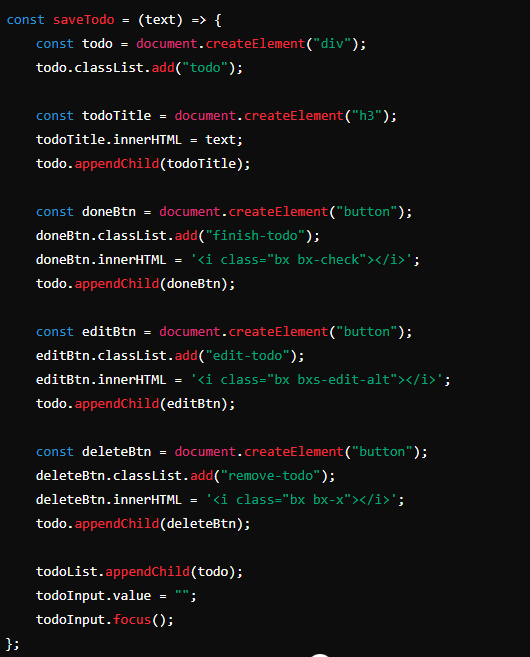 const saveTodo = (text) => {
    const todo = document.createElement("div");
    todo.classList.add("todo");

    const todoTitle = document.createElement("h3");
    todoTitle.innerHTML = text;
    todo.appendChild(todoTitle);

    const doneBtn = document.createElement("button");
    doneBtn.classList.add("finish-todo");
    doneBtn.innerHTML = '<i class="bx bx-check"></i>';
    todo.appendChild(doneBtn);

    const editBtn = document.createElement("button");
    editBtn.classList.add("edit-todo");
    editBtn.innerHTML = '<i class="bx bxs-edit-alt"></i>';
    todo.appendChild(editBtn);

    const deleteBtn = document.createElement("button");
    deleteBtn.classList.add("remove-todo");
    deleteBtn.innerHTML = '<i class="bx bx-x"></i>';
    todo.appendChild(deleteBtn);

    todoList.appendChild(todo);
    todoInput.value = "";
    todoInput.focus();
};